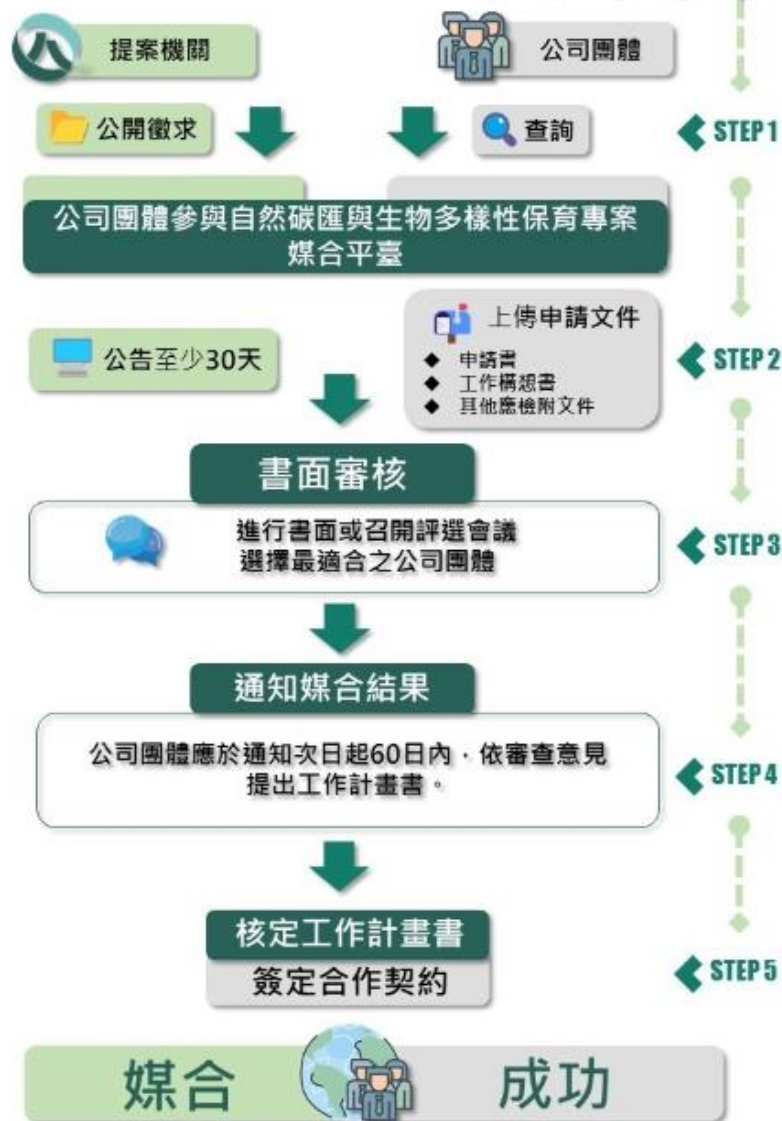 提案機關
公司團體
公開徵求
查詢
STEP 1
公司團體參與自然碳匯與生物多樣性保育專案
媒合平臺
公告至少30天
上傳申請文件
◆ 申請書
◆ 工作構想書
◆ 其他應檢附文件
STEP 2
書面審核
進行書面或召開評選會議
選擇最適合之公司團體
STEP 3
通知媒合結果
公司團體應於通知次日起60日內，依審查意見
提出工作計畫書。
STEP 4
核定工作計畫書
簽定合作契約
STEP 5
媒合 成功